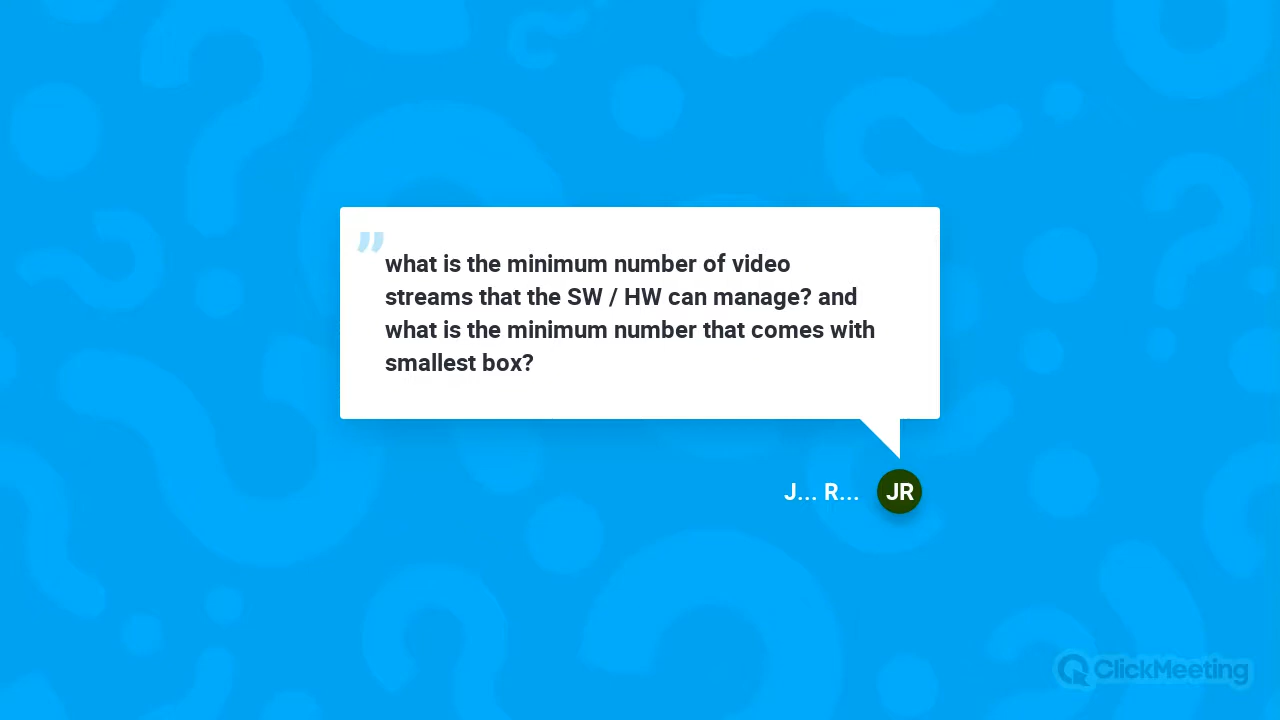 ”
what is the minimum number of video
streams that the SW / HW can manage? and
what is the minimum number that comes with
smallest box?
J... R... JR
ClickMeeting